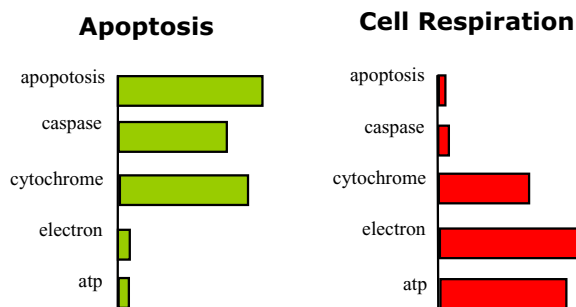 Apoptosis
apopotosis
caspase
cytochrome
electron
atp
Cell Respiration
apoptosis
caspase
cytochrome
electron
atp